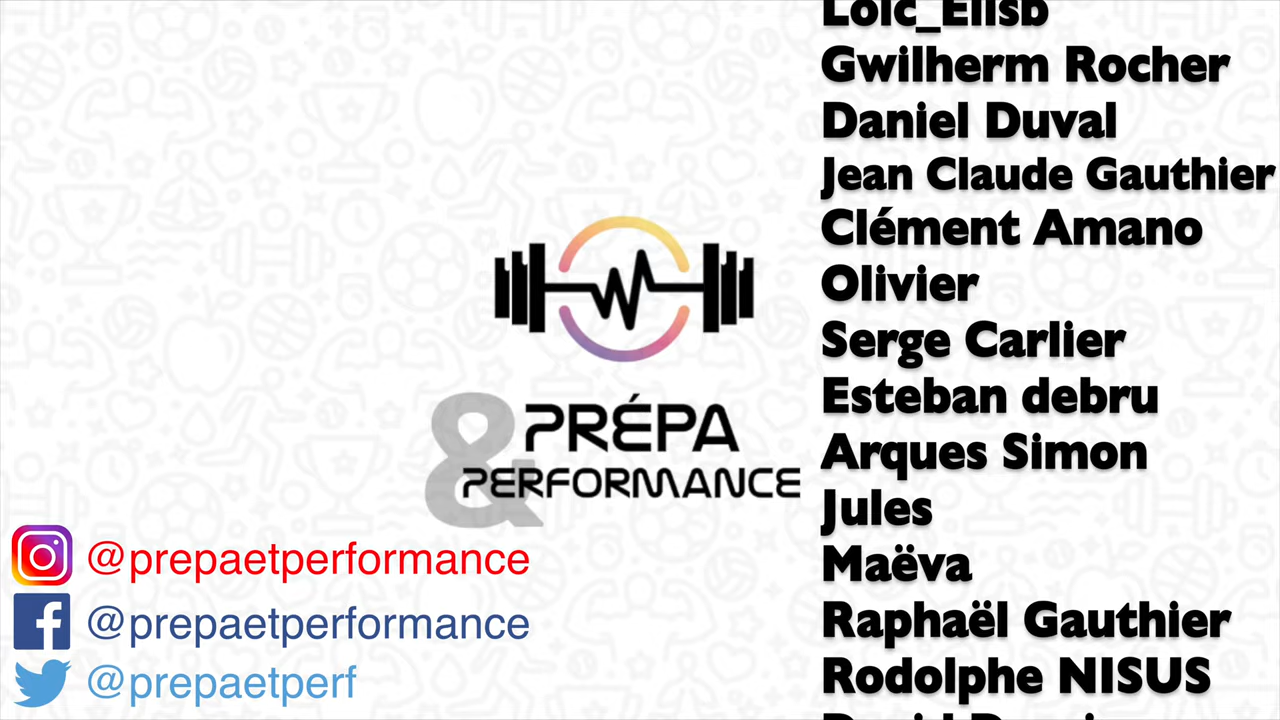 &
PRÉPA
PERFORMANCE
@prepaetperformance
@prepaetperformance
@prepaetperf
Gwilherm Rocher
Daniel Duval
Jean Claude Gauthier
Clément Amano
Olivier
Serge Carlier
Esteban debru
Arques Simon
Jules
Maëva
Raphaël Gauthier
Rodolphe NISUS